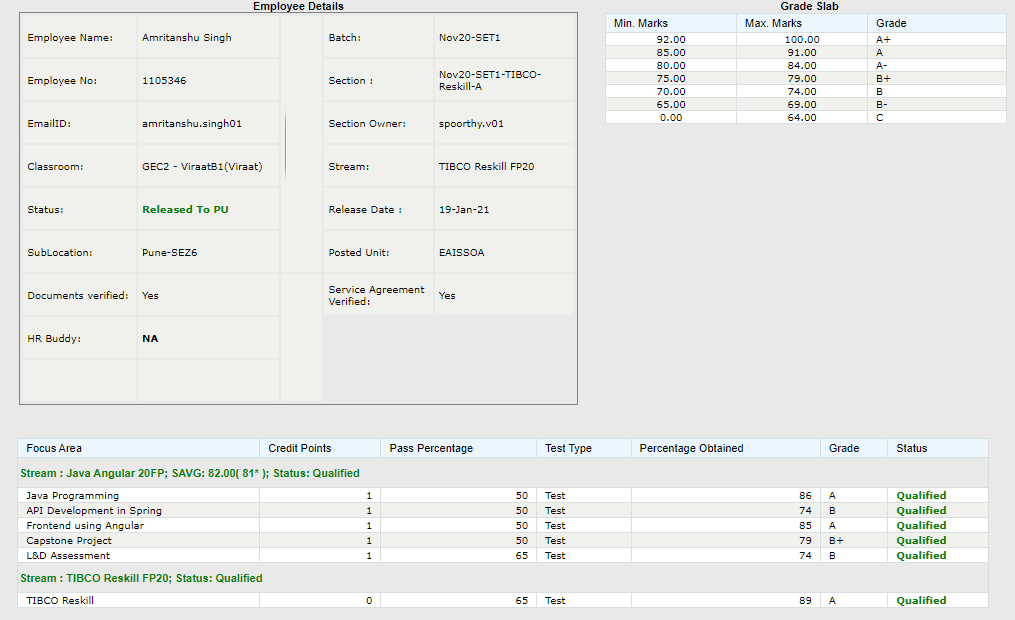 Employee Details
Employee Name: Amritanshu Singh Batch: Nov20-SET1
Employee No: 1105346 Section : Nov20-SET1-TIBCO-
Reskill-A
EmailID: amritanshu.singh01 Section Owner: spoorthy.v01
Classroom: GEC2 - ViraatB1(Viraat) Stream: TIBCO Reskill FP20
Status: Released To PU Release Date : 19-Jan-21
SubLocation: Pune-SEZ6 Posted Unit: EAISSOA
Documents verified: Yes Service Agreement
Verified: Yes
HR Buddy: NA
Grade Slab
Min. Marks Max. Marks Grade
92.00 100.00 A+
85.00 91.00 A
80.00 84.00 A-
75.00 79.00 B+
70.00 74.00 B
65.00 69.00 B-
0.00 64.00 C
Focus Area Credit Points Pass Percentage Test Type Percentage Obtained Grade Status
Stream : Java Angular 20FP; SAVG: 82.00( 81* ); Status: Qualified
Java Programming 1 50 Test 86 A Qualified
API Development in Spring 1 50 Test 74 B Qualified
Frontend using Angular 1 50 Test 85 A Qualified
Capstone Project 1 50 Test 79 B+ Qualified
L&D Assessment 1 65 Test 74 B Qualified
Stream : TIBCO Reskill FP20; Status: Qualified
TIBCO Reskill 0 65 Test 89 A Qualified